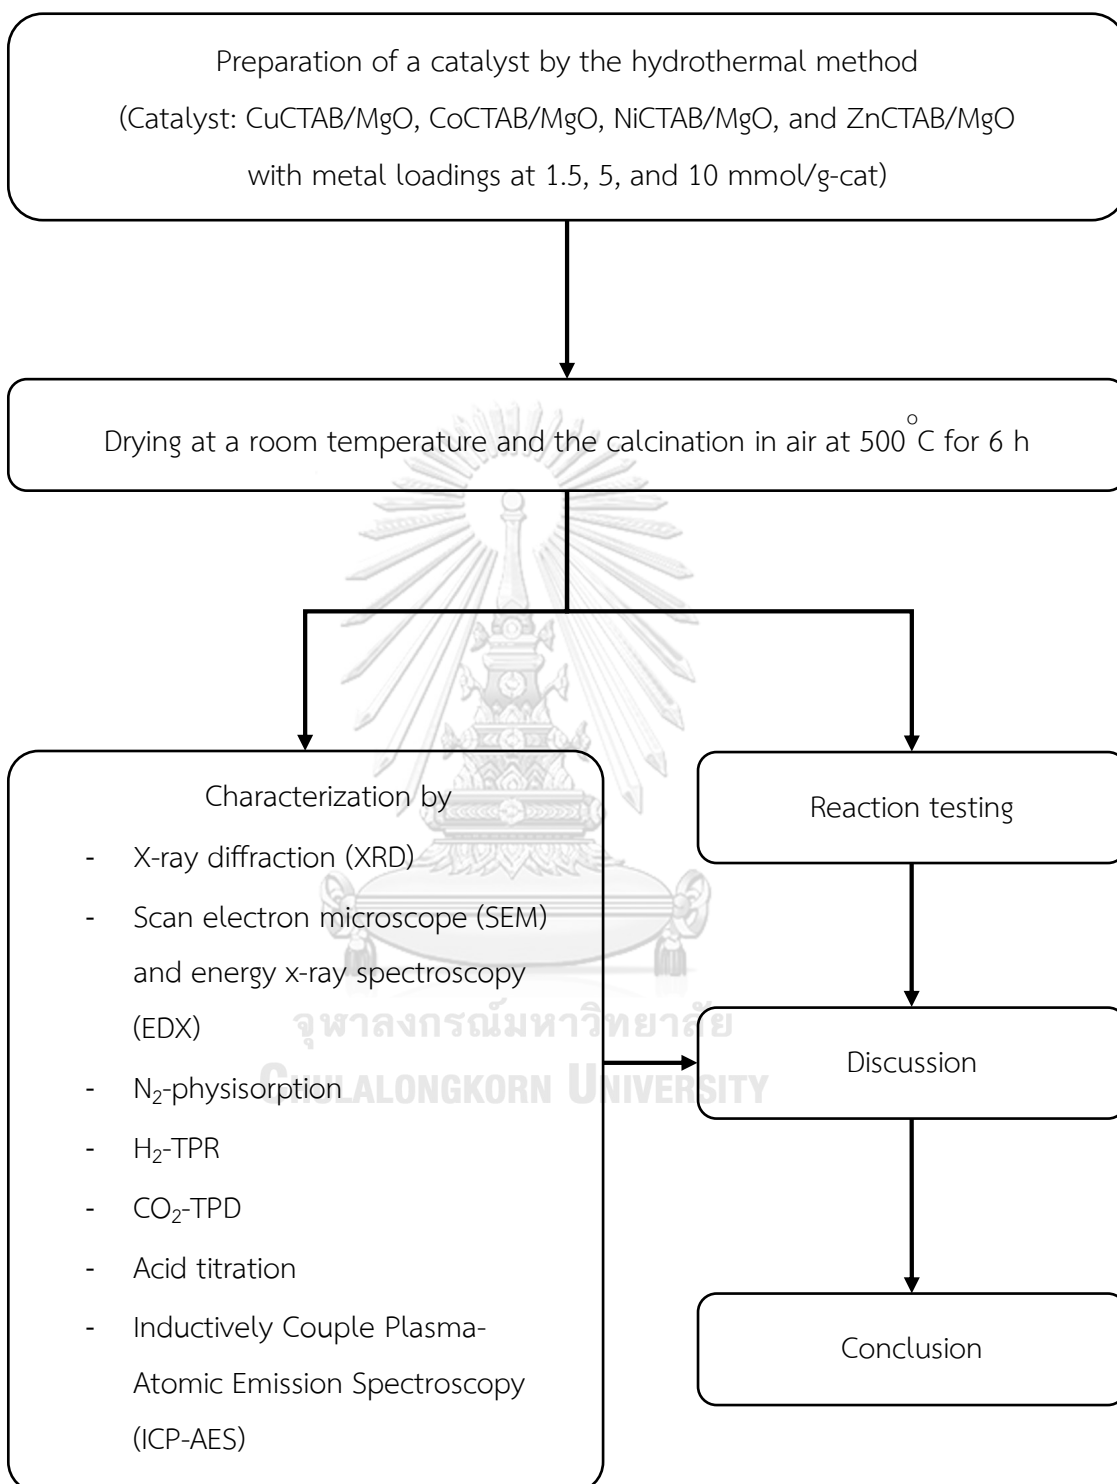 Preparation of a catalyst by the hydrothermal method
(Catalyst: CuCTAB/MgO, CoCTAB/MgO, NiCTAB/MgO, and ZnCTAB/MgO
with metal loadings at 1.5, 5, and 10 mmol/g-cat)
Drying at a room temperature and the calcination in air at 500°C for 6 h
Characterization by
- X-ray diffraction (XRD)
- Scan electron microscope (SEM)
and energy x-ray spectroscopy
(EDX)
- N₂-physisorption
- H₂-TPR
- CO₂-TPD
- Acid titration
- Inductively Couple Plasma-
Atomic Emission Spectroscopy
(ICP-AES)
Reaction testing
Discussion
Conclusion
จุฬาลงกรณ์มหาวิทยาลัย
CHULALONGKORN UNIVERSITY